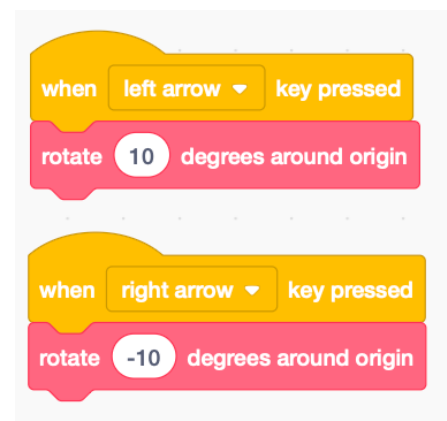 when left arrow key pressed
rotate 10 degrees around origin
when right arrow key pressed
rotate -10 degrees around origin